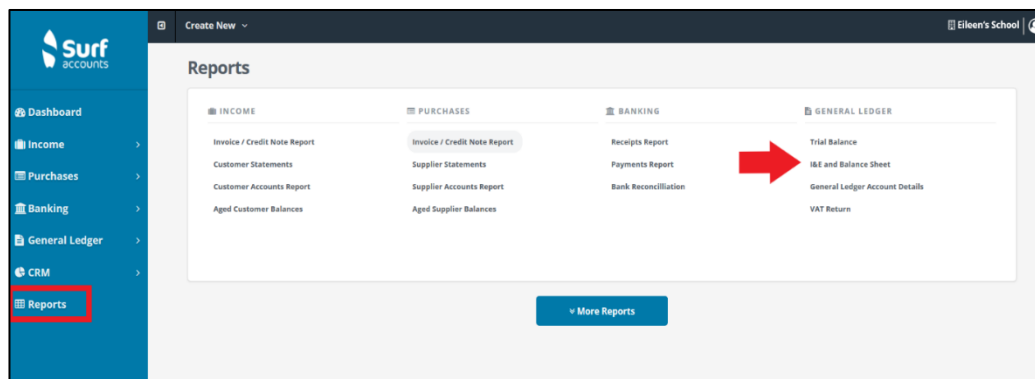 Surf
accounts
Create New
Eileen's School
Reports
Dashboard
Income
Purchases
Banking
General Ledger
CRM
Reports
INCOME
Invoice / Credit Note Report
Customer Statements
Customer Accounts Report
Aged Customer Balances
PURCHASES
Invoice / Credit Note Report
Supplier Statements
Supplier Accounts Report
Aged Supplier Balances
BANKING
Receipts Report
Payments Report
Bank Reconcilliation
GENERAL LEDGER
Trial Balance
I&E and Balance Sheet
General Ledger Account Details
VAT Return
More Reports